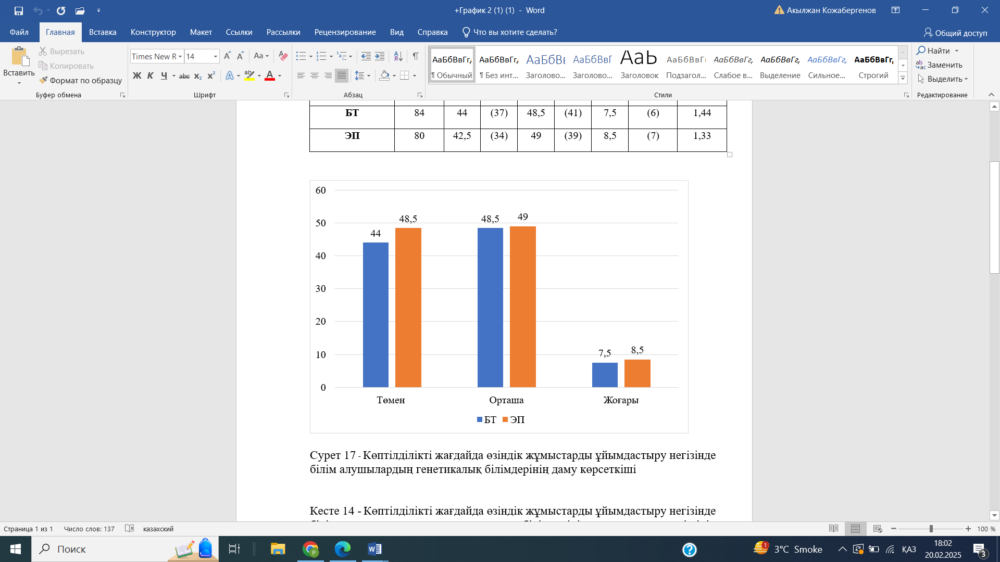 +График 2 (1) (1) - Word
Акылжан Кожабергенов
Файл Главная Вставка Конструктор Макет Ссылки Рассылки Рецензирование Вид Справка Что вы хотите сделать? Общий доступ
Вставить
Вырезать
Копировать
Формат по образцу
Буфер обмена
Times New R 14
Ж К Ч abc x₂ x²
Шрифт
Абзац
АаБбВвГгД ¶ Обычный
АаБбВвГгД ¶ Без инт...
АаБбВв Заголово...
АаБбВвГ Заголово...
АаЬ Заголовок
АаБбВвГг Подзагол...
АаБбВвГг, Слабое в...
АаБбВвГг, Выделение
АаБбВвГг, Сильное...
АаБбВвГг, Строгий
Стили
Найти
Заменить
Выделить
Редактирование
БТ 84 44 (37) 48,5 (41) 7,5 (6) 1,44
ЭП 80 42,5 (34) 49 (39) 8,5 (7) 1,33
60
50
40
30
20
10
0
44 48,5 48,5 49 7,5 8,5
Төмен Орташа Жоғары
БТ ЭП
Сурет 17 - Көптілділікті жағдайда өзіндік жұмыстарды ұйымдастыру негізінде
білім алушылардың генетикалық білімдерінің даму көрсеткіші
Кесте 14 - Көптілділікті жағдайда өзіндік жұмыстарды ұйымдастыру негізінде
Страница 1 из 1 Число слов: 137 казахский 100 %
Поиск
3°C Smoke
ҚАЗ
18:02
20.02.2025
3